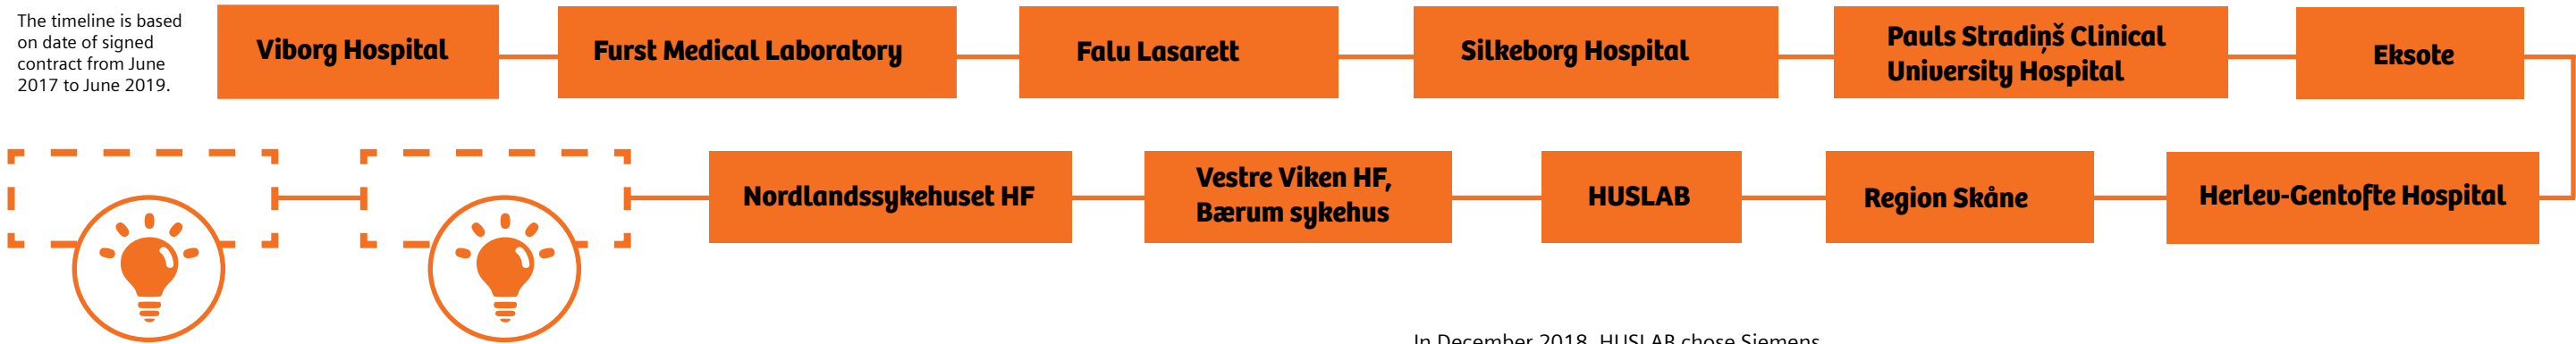 The timeline is based
on date of signed
contract from June
2017 to June 2019.
Viborg Hospital
Furst Medical Laboratory
Falu Lasarett
Silkeborg Hospital
Pauls Stradiņš Clinical
University Hospital
Eksote
Herlev-Gentofte Hospital
Region Skåne
HUSLAB
Vestre Viken HF,
Bærum sykehus
Nordlandssykehuset HF
In December 2018, HUSLAB chose Siemens